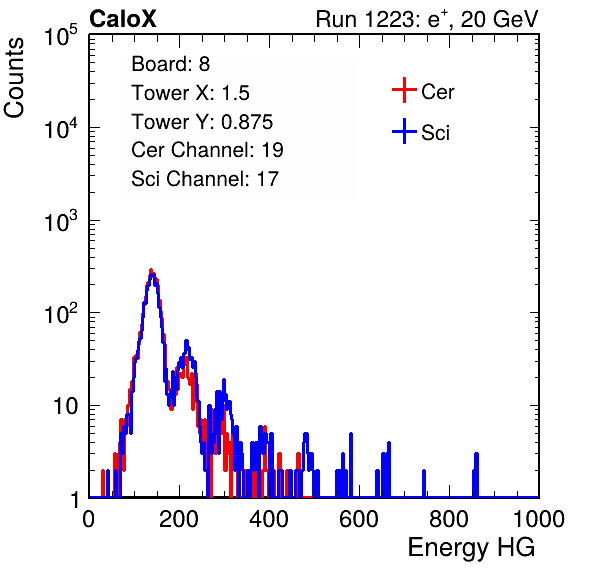 CaloX Run 1223: e⁺, 20 GeV
Counts
10⁵
10⁴
10³
10²
10
1
Board: 8
Tower X: 1.5
Tower Y: 0.875
Cer Channel: 19
Sci Channel: 17
Cer
Sci
0 200 400 600 800 1000
Energy HG